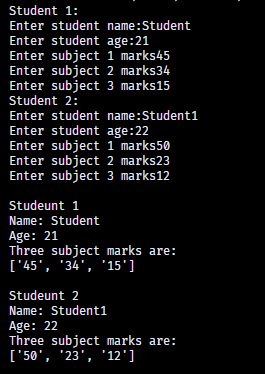 Student 1:
Enter student name:Student
Enter student age:21
Enter subject 1 marks45
Enter subject 2 marks34
Enter subject 3 marks15
Student 2:
Enter student name:Student1
Enter student age:22
Enter subject 1 marks50
Enter subject 2 marks23
Enter subject 3 marks12
Studeunt 1
Name: Student
Age: 21
Three subject marks are:
['45', '34', '15']
Studeunt 2
Name: Student1
Age: 22
Three subject marks are:
['50', '23', '12']